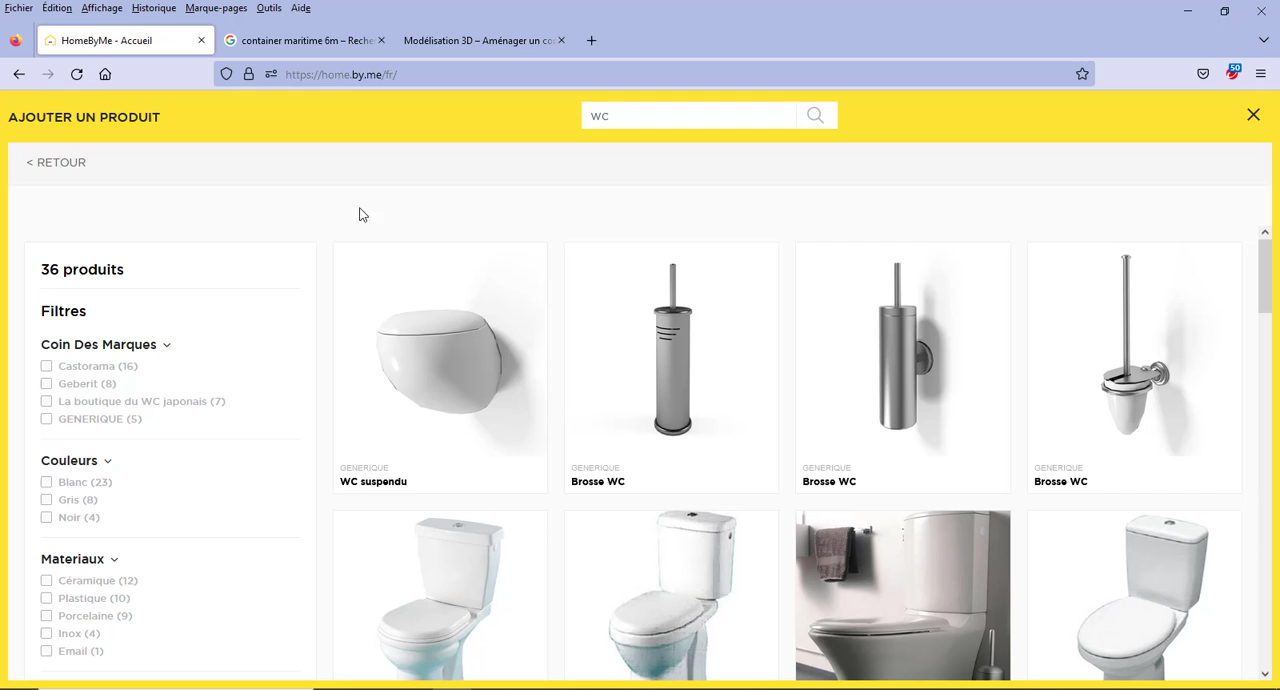 Fichier Édition Affichage Historique Marque-pages Outils Aide
HomeByMe - Accueil container maritime 6m – Reche Modélisation 3D – Aménager un co
https://home.by.me/fr/ 50
AJOUTER UN PRODUIT WC
< RETOUR
36 produits
Filtres
Coin Des Marques
Castorama (16)
Geberit (8)
La boutique du WC japonais (7)
GENERIQUE (5)
Couleurs
Blanc (23)
Gris (8)
Noir (4)
Materiaux
Céramique (12)
Plastique (10)
Porcelaine (9)
Inox (4)
Email (1)
GENERIQUE
WC suspendu
GENERIQUE
Brosse WC
GENERIQUE
Brosse WC
GENERIQUE
Brosse WC